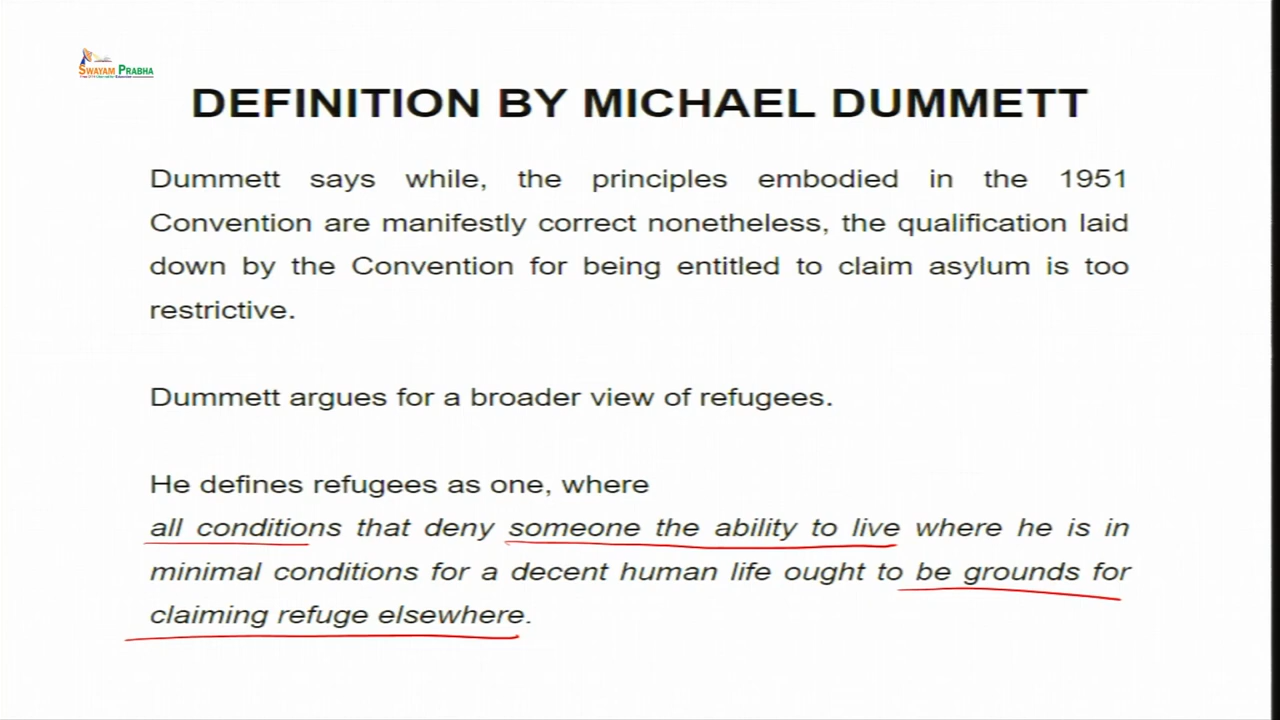 SWAYAM PRABHA
DEFINITION BY MICHAEL DUMMETT
Dummett says while, the principles embodied in the 1951
Convention are manifestly correct nonetheless, the qualification laid
down by the Convention for being entitled to claim asylum is too
restrictive.
Dummett argues for a broader view of refugees.
He defines refugees as one, where
all conditions that deny someone the ability to live where he is in
minimal conditions for a decent human life ought to be grounds for
claiming refuge elsewhere.